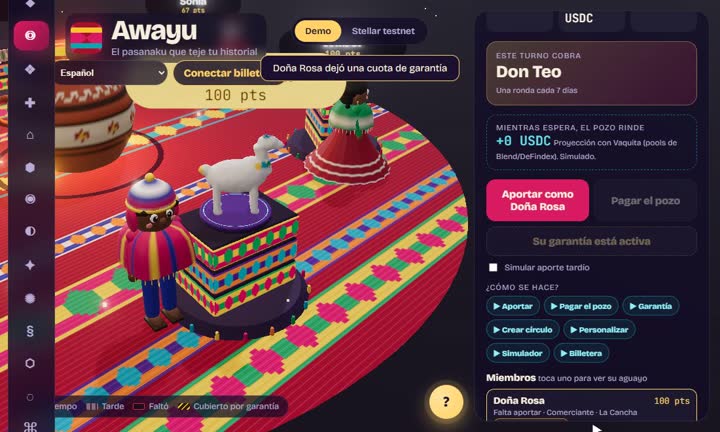 Sonia
67 pts
Awayu
El pasanaku que teje tu historial
Demo
Stellar testnet
Español
Conectar billet
Doña Rosa dejó una cuota de garantía
100 pts
USDC
ESTE TURNO COBRA
Don Teo
Una ronda cada 7 días
MIENTRAS ESPERA, EL POZO RINDE
+0 USDC Proyección con Vaquita (pools de
Blend/DeFindex). Simulado.
Aportar como
Doña Rosa
Pagar el pozo
Su garantía está activa
Simular aporte tardío
¿CÓMO SE HACE?
▶ Aportar
▶ Pagar el pozo
▶ Garantía
▶ Crear círculo
▶ Personalizar
▶ Simulador
▶ Billetera
Miembros toca uno para ver su aguayo
Doña Rosa
100 pts
Falta aportar · Comerciante · La Cancha
empo
Tarde
Faltó
Cubierto por garantía
?